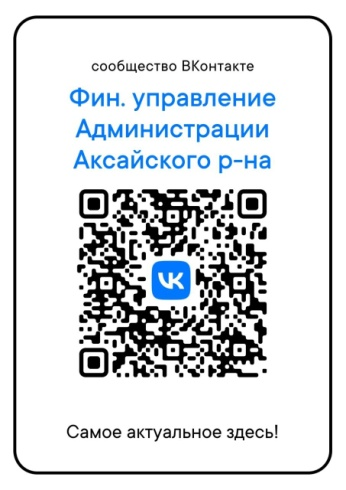 сообщество ВКонтакте
Фин. управление
Администрации
Аксайского р-на
Самое актуальное здесь!